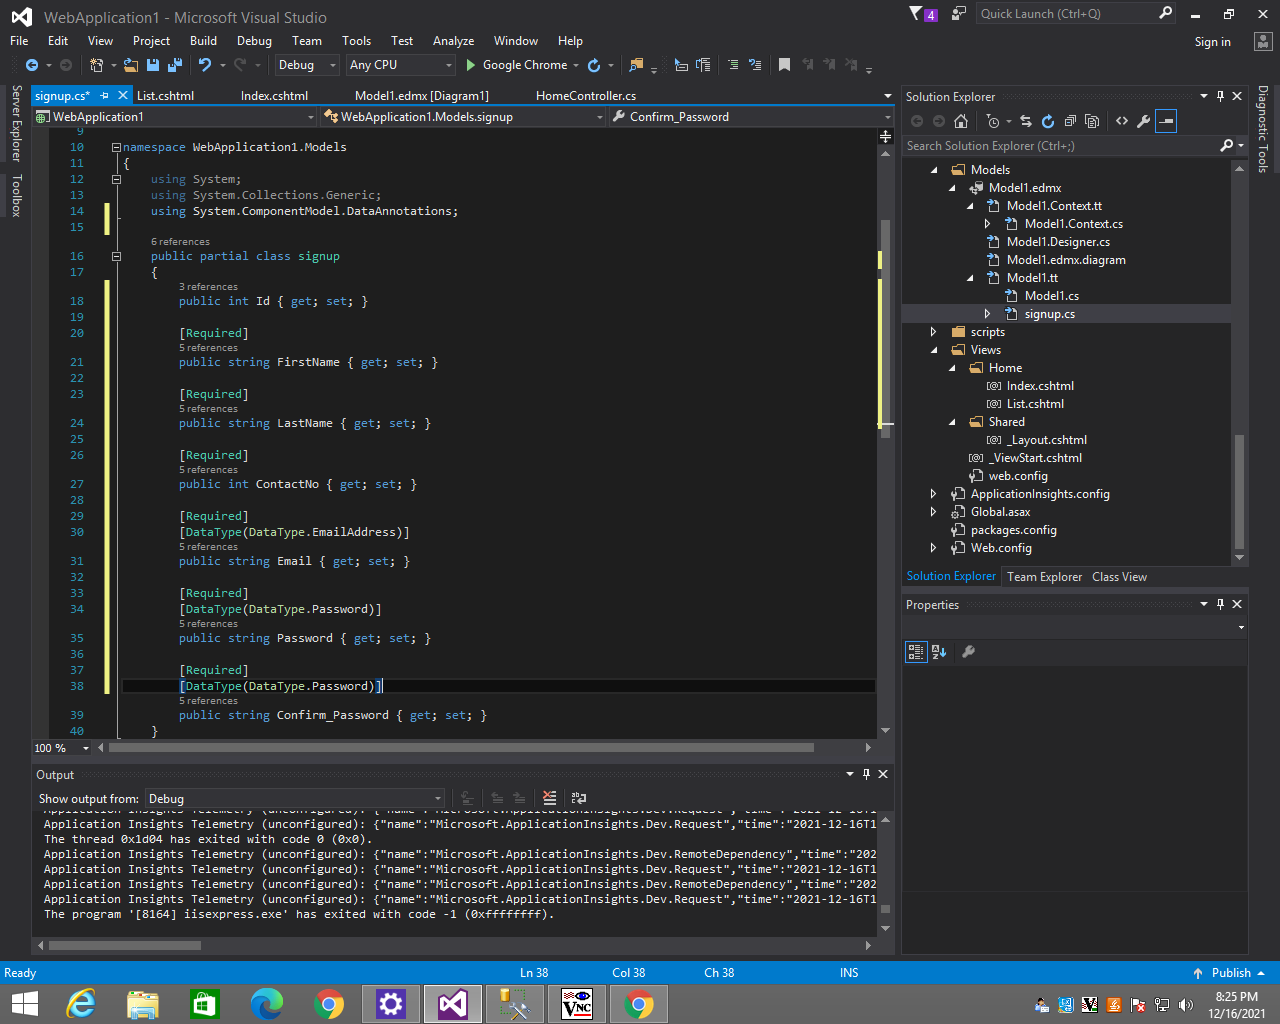 WebApplication1 - Microsoft Visual Studio
4
Quick Launch (Ctrl+Q)
File Edit View Project Build Debug Team Tools Test Analyze Window Help
Sign in
Debug Any CPU Google Chrome
Server Explorer
Toolbox
signup.cs* List.cshtml Index.cshtml Model1.edmx [Diagram1] HomeController.cs
WebApplication1 WebApplication1.Models.signup Confirm_Password
9
10 namespace WebApplication1.Models
11 {
12 using System;
13 using System.Collections.Generic;
14 using System.ComponentModel.DataAnnotations;
15
6 references
16 public partial class signup
17 {
3 references
18 public int Id { get; set; }
19
20 [Required]
5 references
21 public string FirstName { get; set; }
22
23 [Required]
5 references
24 public string LastName { get; set; }
25
26 [Required]
5 references
27 public int ContactNo { get; set; }
28
29 [Required]
30 [DataType(DataType.EmailAddress)]
5 references
31 public string Email { get; set; }
32
33 [Required]
34 [DataType(DataType.Password)]
5 references
35 public string Password { get; set; }
36
37 [Required]
38 [DataType(DataType.Password)]
5 references
39 public string Confirm_Password { get; set; }
40 }
100 %
Output
Show output from: Debug
Application Insights Telemetry (unconfigured): {"name":"Microsoft.ApplicationInsights.Dev.Request","time":"2021-12-16T1
Application Insights Telemetry (unconfigured): {"name":"Microsoft.ApplicationInsights.Dev.Request","time":"2021-12-16T1
The thread 0x1d04 has exited with code 0 (0x0).
Application Insights Telemetry (unconfigured): {"name":"Microsoft.ApplicationInsights.Dev.RemoteDependency","time":"202
Application Insights Telemetry (unconfigured): {"name":"Microsoft.ApplicationInsights.Dev.Request","time":"2021-12-16T1
Application Insights Telemetry (unconfigured): {"name":"Microsoft.ApplicationInsights.Dev.RemoteDependency","time":"202
Application Insights Telemetry (unconfigured): {"name":"Microsoft.ApplicationInsights.Dev.Request","time":"2021-12-16T1
The program '[8164] iisexpress.exe' has exited with code -1 (0xffffffff).
Solution Explorer
Search Solution Explorer (Ctrl+;)
Models
Model1.edmx
Model1.Context.tt
Model1.Context.cs
Model1.Designer.cs
Model1.edmx.diagram
Model1.tt
Model1.cs
signup.cs
scripts
Views
Home
Index.cshtml
List.cshtml
Shared
_Layout.cshtml
_ViewStart.cshtml
web.config
ApplicationInsights.config
Global.asax
packages.config
Web.config
Solution Explorer Team Explorer Class View
Properties
Diagnostic Tools
Ready Ln 38 Col 38 Ch 38 INS Publish
VNC
8:25 PM
12/16/2021